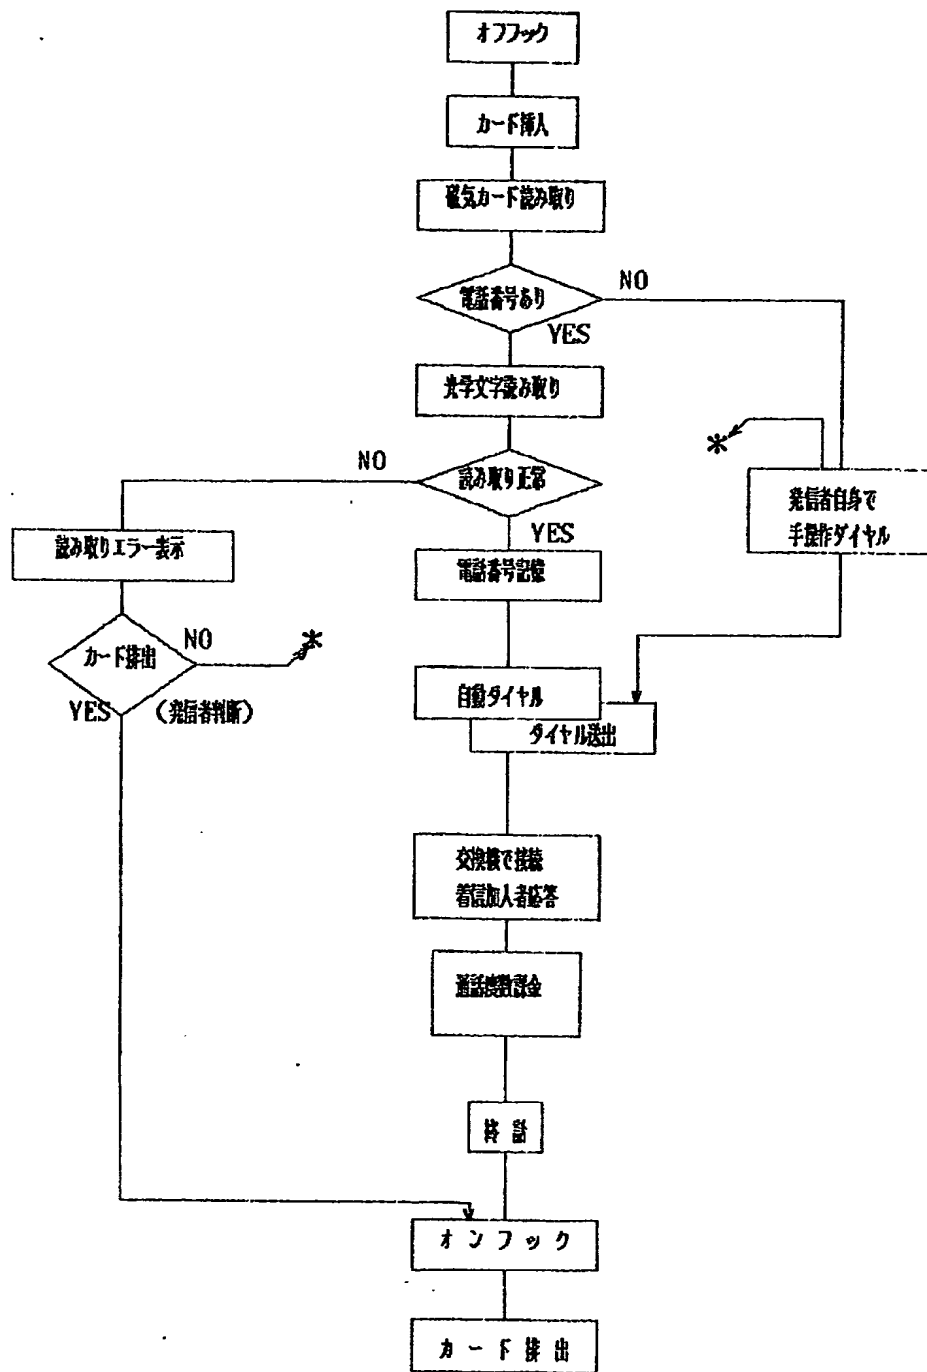 オフフック
カード挿入
磁気カード読み取り
電話番号あり
NO
YES
光学文字読み取り
*
NO
読み取り正常
発信者自身で
手操作ダイヤル
YES
読み取りエラー表示
電話番号記憶
NO
*
カード排出
YES
(発信者判断)
自動ダイヤル
ダイヤル送出
交換機で接続
着信加入者応答
通話度数課金
終話
オンフック
カード排出